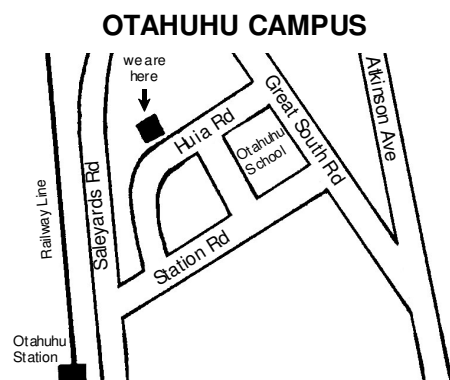 OTAHUHU CAMPUS
we are
here
Huia Rd
Great South Rd
Atkinson Ave
Otahuhu
School
Saleyards Rd
Railway Line
Station Rd
Otahuhu
Station